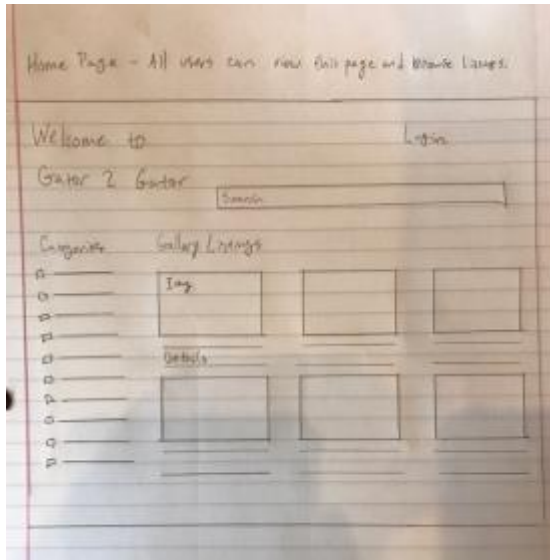 Home Page - All users can view this page and browse Listings.
Welcome to Login
Gator 2 Gator
Search
Categories Gallery Listings
Img
Details